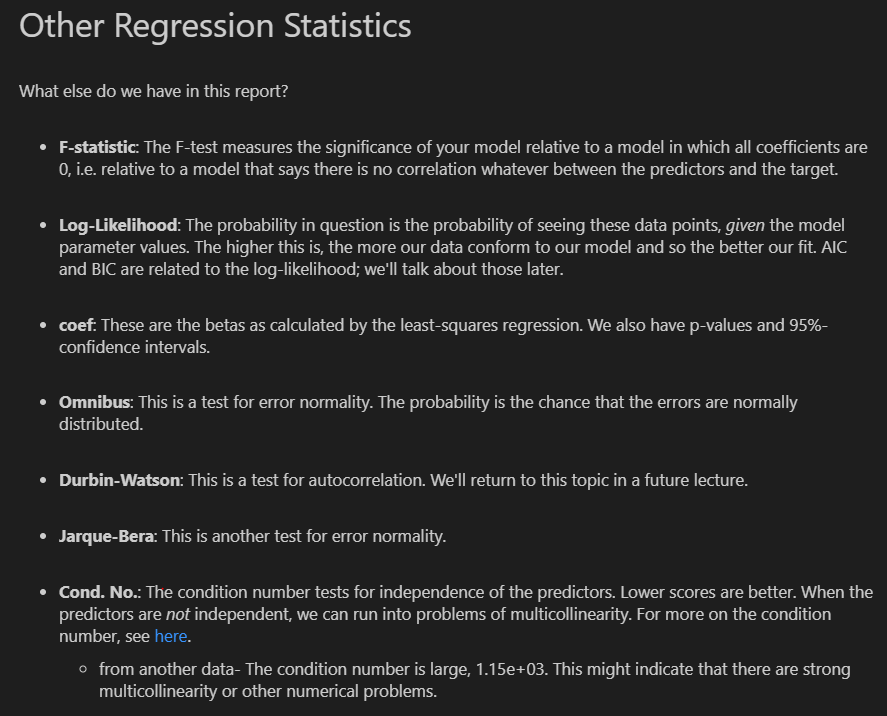 Other Regression Statistics
What else do we have in this report?
• F-statistic: The F-test measures the significance of your model relative to a model in which all coefficients are
0, i.e. relative to a model that says there is no correlation whatever between the predictors and the target.
• Log-Likelihood: The probability in question is the probability of seeing these data points, given the model
parameter values. The higher this is, the more our data conform to our model and so the better our fit. AIC
and BIC are related to the log-likelihood; we'll talk about those later.
• coef: These are the betas as calculated by the least-squares regression. We also have p-values and 95%-
confidence intervals.
• Omnibus: This is a test for error normality. The probability is the chance that the errors are normally
distributed.
• Durbin-Watson: This is a test for autocorrelation. We'll return to this topic in a future lecture.
• Jarque-Bera: This is another test for error normality.
• Cond. No.: The condition number tests for independence of the predictors. Lower scores are better. When the
predictors are not independent, we can run into problems of multicollinearity. For more on the condition
number, see here.
◦ from another data- The condition number is large, 1.15e+03. This might indicate that there are strong
multicollinearity or other numerical problems.